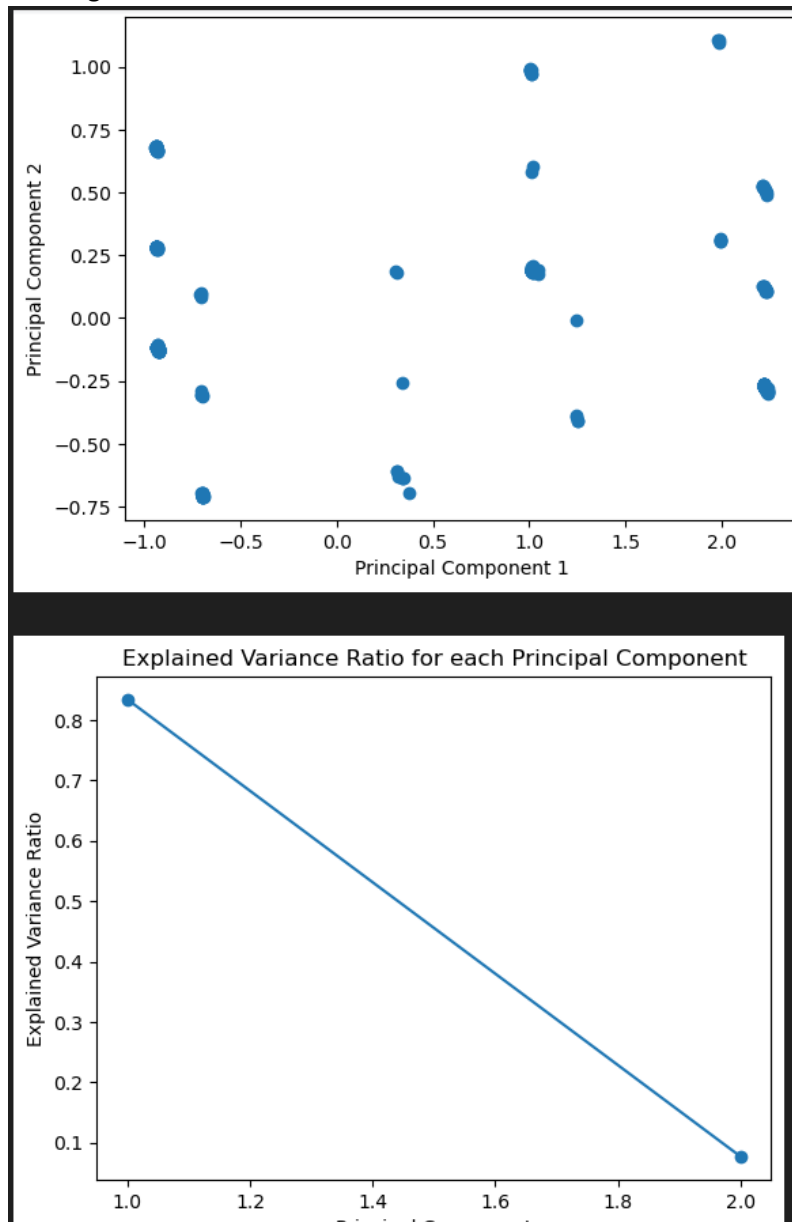 1.00
0.75
0.50
0.25
0.00
−0.25
−0.50
−0.75
Principal Component 2
−1.0 −0.5 0.0 0.5 1.0 1.5 2.0
Principal Component 1
Explained Variance Ratio for each Principal Component
0.8
0.7
0.6
0.5
0.4
0.3
0.2
0.1
Explained Variance Ratio
1.0 1.2 1.4 1.6 1.8 2.0